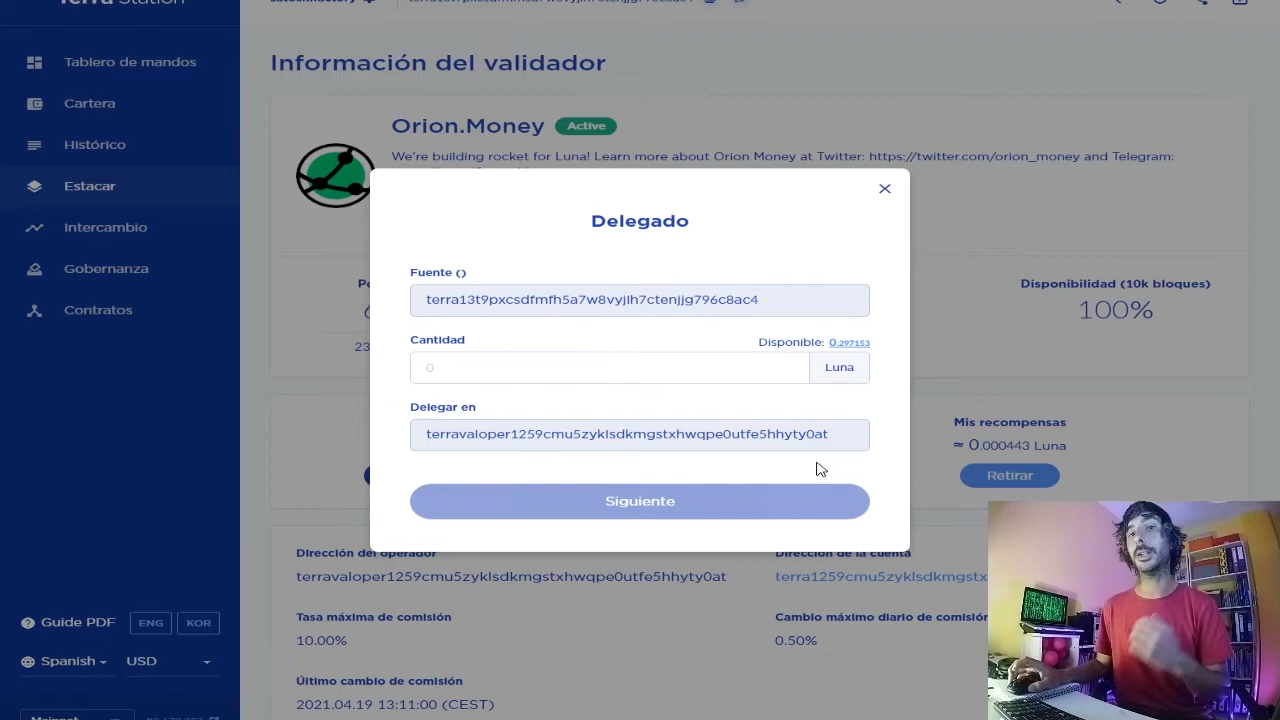 Terra Station
Tablero de mandos
Cartera
Histórico
Estacar
Intercambio
Gobernanza
Contratos
Guide PDF
ENG
KOR
Spanish
USD
Información del validador
Orion.Money
Active
We're building rocket for Luna! Learn more about Orion Money at Twitter: https://twitter.com/orion_money and Telegram:
Disponibilidad (10k bloques)
100%
Delegado
Fuente ()
terra13t9pxcsdfmfh5a7w8vyjlh7ctenjjg796c8ac4
Cantidad
Disponible: 0.297153
0
Luna
Delegar en
terravaloper1259cmu5zyklsdkmgstxhwqpe0utfe5hhyty0at
Siguiente
Mis recompensas
≈ 0.000443 Luna
Retirar
Dirección del operador
terravaloper1259cmu5zyklsdkmgstxhwqpe0utfe5hhyty0at
Dirección de la cuenta
terra1259cmu5zyklsdkmgstxhwqpe0utfe5
Tasa máxima de comisión
10.00%
Cambio máximo diario de comisión
0.50%
Último cambio de comisión
2021.04.19 13:11:00 (CEST)